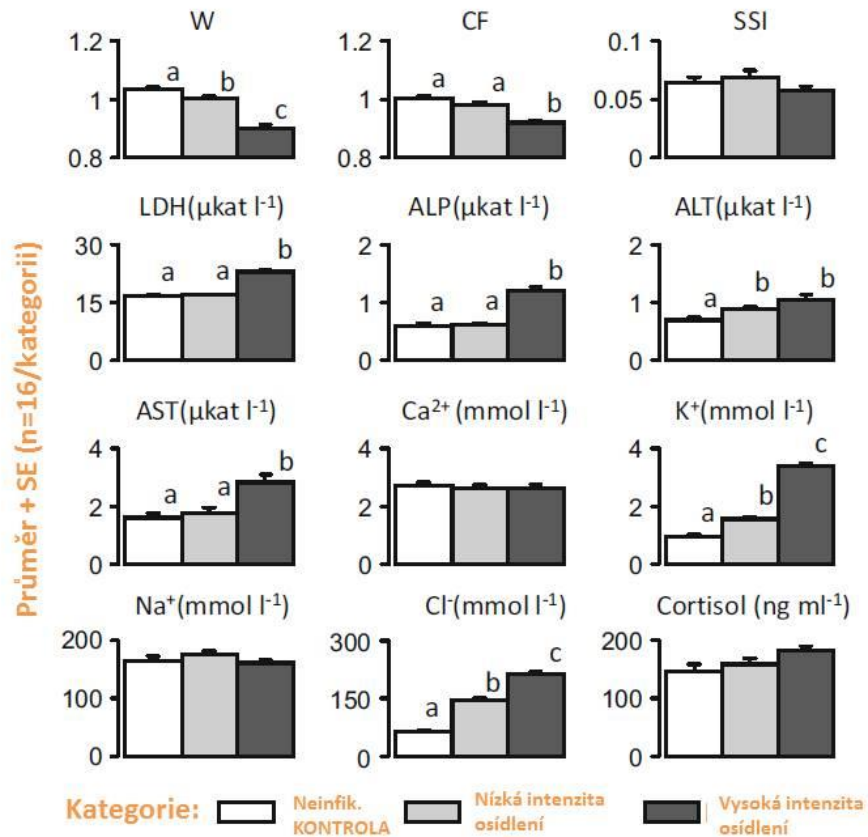 W CF SSI
1.2 1.2 0.1
a b c a a b
1 1 0.05
0.8 0.8 0
LDH(µkat l⁻¹) ALP(µkat l⁻¹) ALT(µkat l⁻¹)
30 2 2
a a b a a b a b b
15 1 1
0 0 0
AST(µkat l⁻¹) Ca²⁺ (mmol l⁻¹) K⁺(mmol l⁻¹)
4 4 4
a a b a b c
2 2 2
0 0 0
Na⁺(mmol l⁻¹) Cl⁻(mmol l⁻¹) Cortisol (ng ml⁻¹)
200 300 200
a b c
100 150 100
0 0 0
Průměr + SE (n=16/kategorii)
Kategorie: Neinfik. KONTROLA Nízká intenzita osídlení Vysoká intenzita osídlení